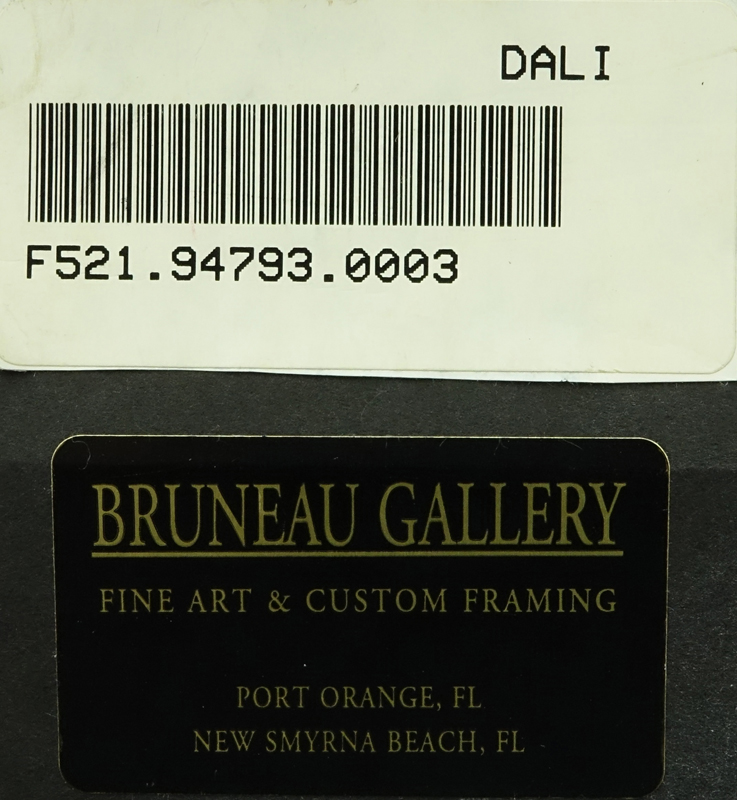 DALI
F521.94793.0003
BRUNEAU GALLERY
FINE ART & CUSTOM FRAMING
PORT ORANGE, FL
NEW SMYRNA BEACH, FL